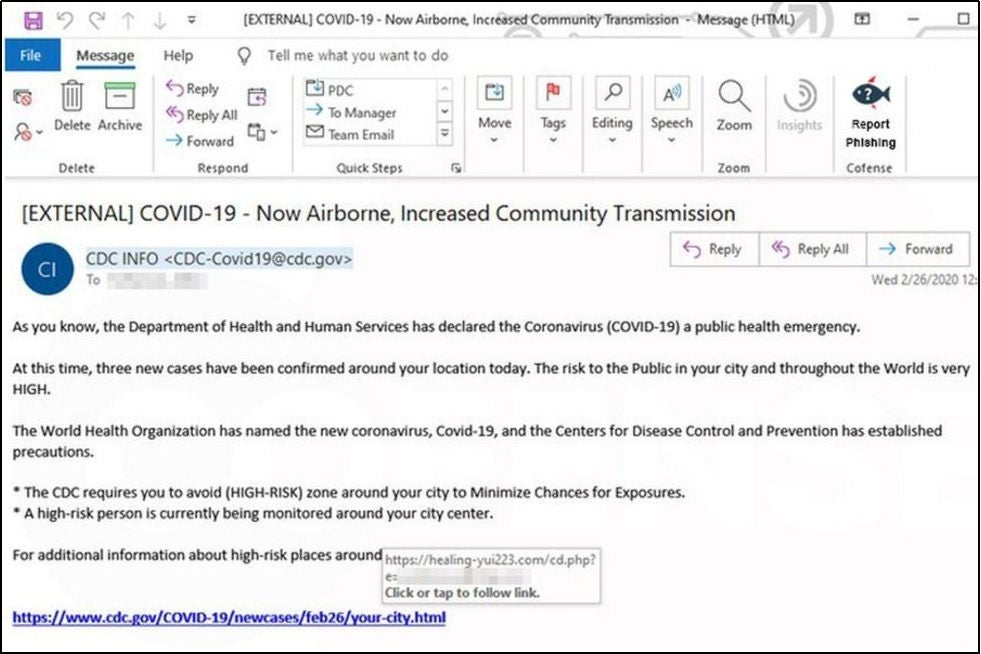 [EXTERNAL] COVID-19 - Now Airborne, Increased Community Transmission - Message (HTML)
File Message Help Tell me what you want to do
Delete Archive
Reply
Reply All
Forward
PDC
To Manager
Team Email
Move Tags Editing Speech Zoom Insights Report Phishing
Delete Respond Quick Steps Zoom Cofense
[EXTERNAL] COVID-19 - Now Airborne, Increased Community Transmission
CI
CDC INFO <CDC-Covid19@cdc.gov>
Reply Reply All Forward
To
Wed 2/26/2020 12:
As you know, the Department of Health and Human Services has declared the Coronavirus (COVID-19) a public health emergency.
At this time, three new cases have been confirmed around your location today. The risk to the Public in your city and throughout the World is very
HIGH.
The World Health Organization has named the new coronavirus, Covid-19, and the Centers for Disease Control and Prevention has established
precautions.
* The CDC requires you to avoid (HIGH-RISK) zone around your city to Minimize Chances for Exposures.
* A high-risk person is currently being monitored around your city center.
For additional information about high-risk places around
https://healing-yui223.com/cd.php?
e=
Click or tap to follow link.
https://www.cdc.gov/COVID-19/newcases/feb26/your-city.html